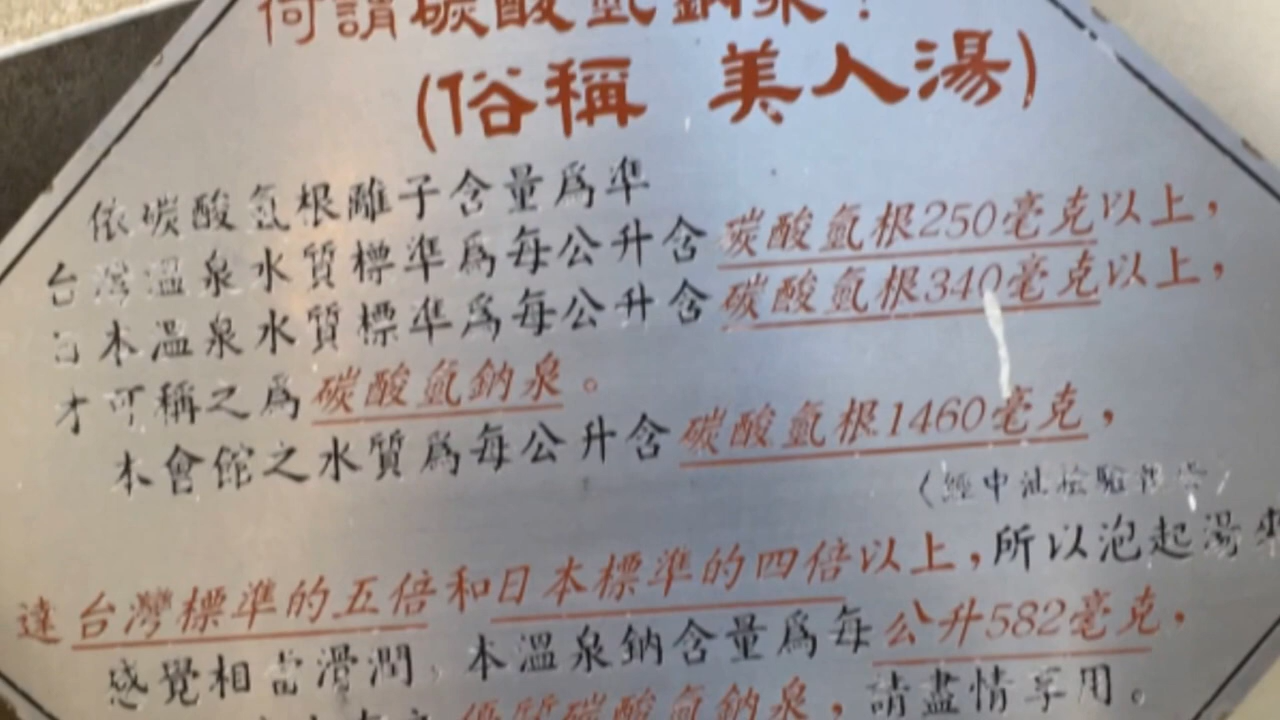 何謂碳酸氫鈉泉？
(俗稱 美人湯)
依碳酸氫根離子含量為準
台灣溫泉水質標準為每公升含碳酸氫根250毫克以上，
日本溫泉水質標準為每公升含碳酸氫根340毫克以上，
才可稱之為碳酸氫鈉泉。
本會館之水質為每公升含碳酸氫根1460毫克，
(經中油檢驗報告)
達台灣標準的五倍和日本標準的四倍以上，所以泡起湯來
感覺相當滑潤，本溫泉鈉含量為每公升582毫克，
優質碳酸氫鈉泉，請盡情享用。